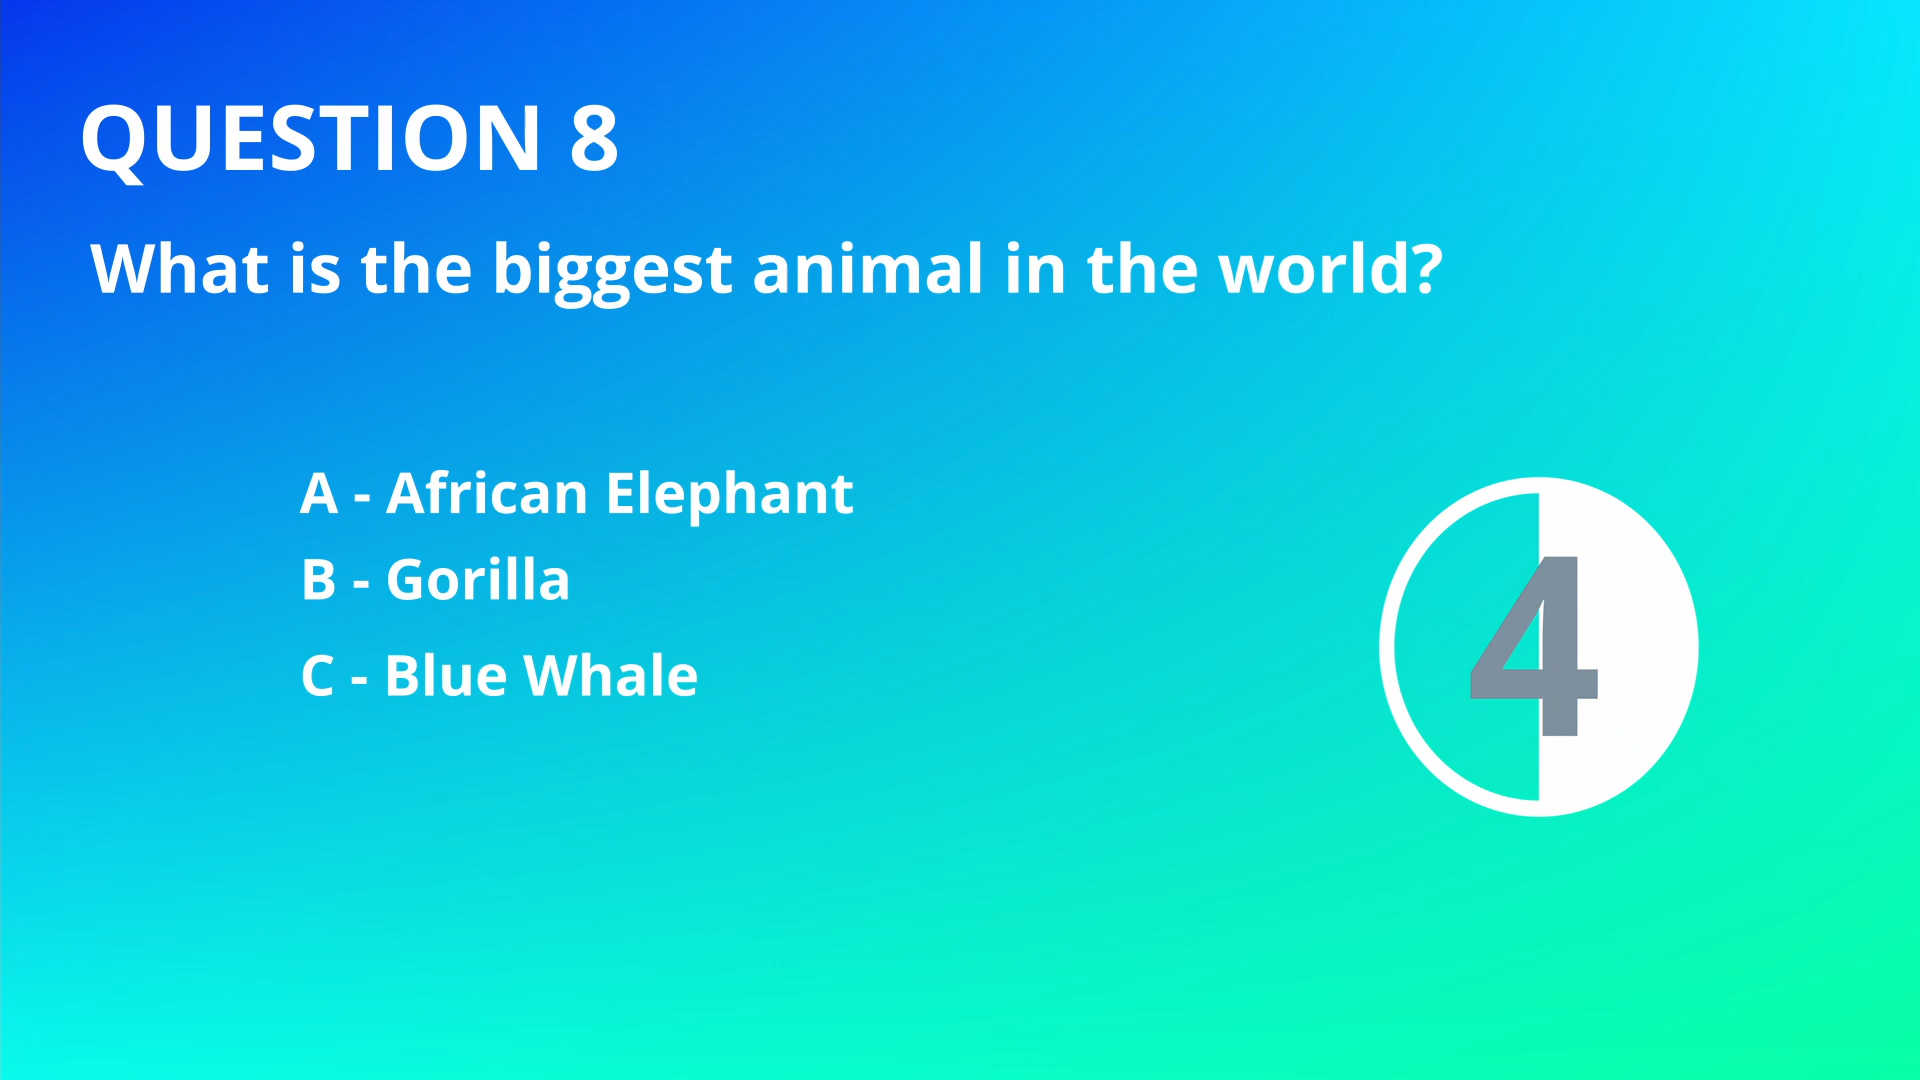 QUESTION 8
What is the biggest animal in the world?
A - African Elephant
B - Gorilla
C - Blue Whale
4